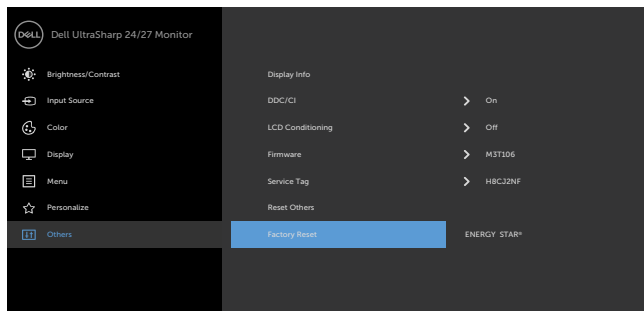 DELL Dell UltraSharp 24/27 Monitor
Brightness/Contrast Display Info
Input Source DDC/CI On
Color LCD Conditioning Off
Display Firmware M3T106
Menu Service Tag H8CJ2NF
Personalize Reset Others
Others Factory Reset ENERGY STAR®